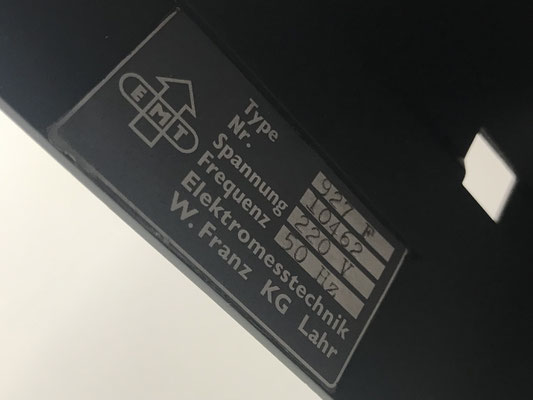 EMT
Type 927 F
Nr. 10462
Spannung 220 V
Frequenz 50 Hz
Elektromesstechnik
W. Franz KG Lahr